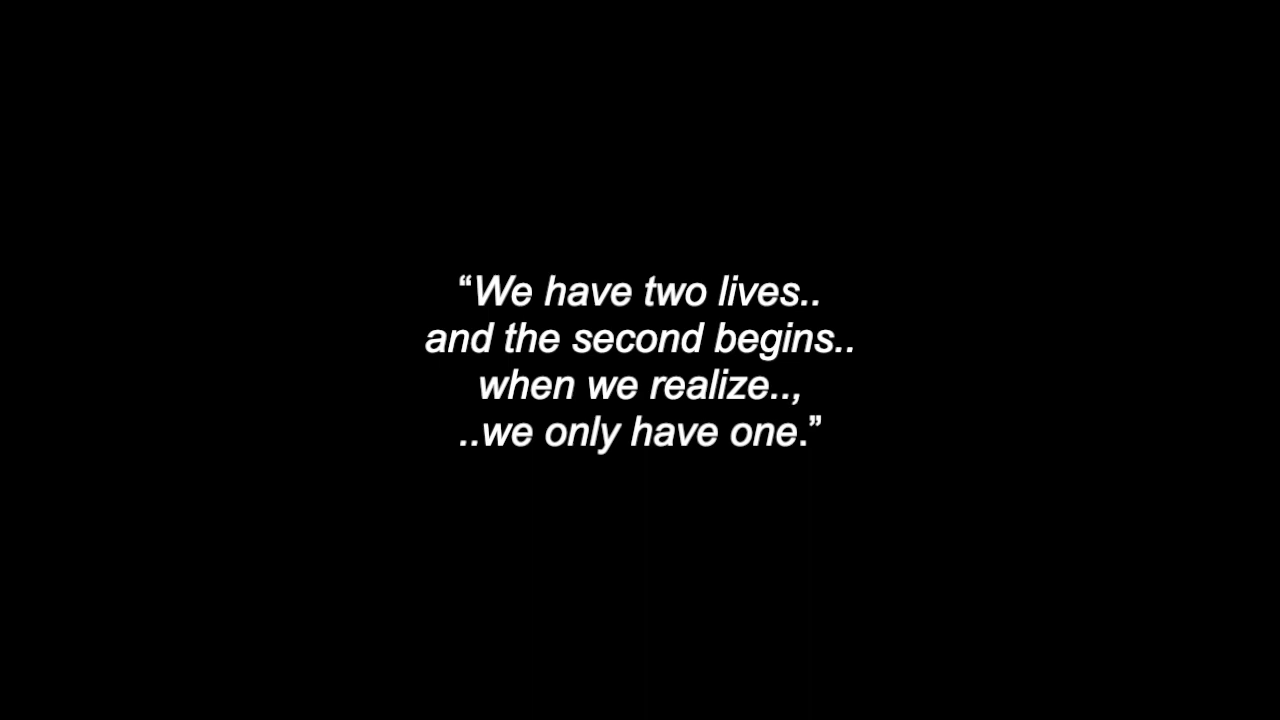 “We have two lives..
and the second begins..
when we realize..,
..we only have one.”